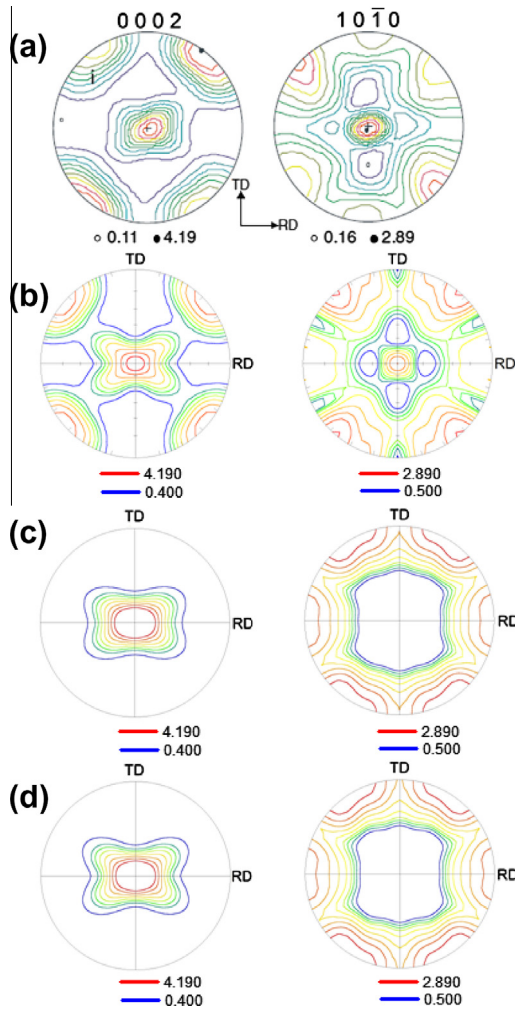 (a)
0 0 0 2
1 0 1̅ 0
i
TD
RD
0.11 4.19
0.16 2.89
(b)
TD
TD
RD
RD
4.190
0.400
2.890
0.500
(c)
TD
TD
RD
RD
4.190
0.400
2.890
0.500
(d)
TD
TD
RD
RD
4.190
0.400
2.890
0.500